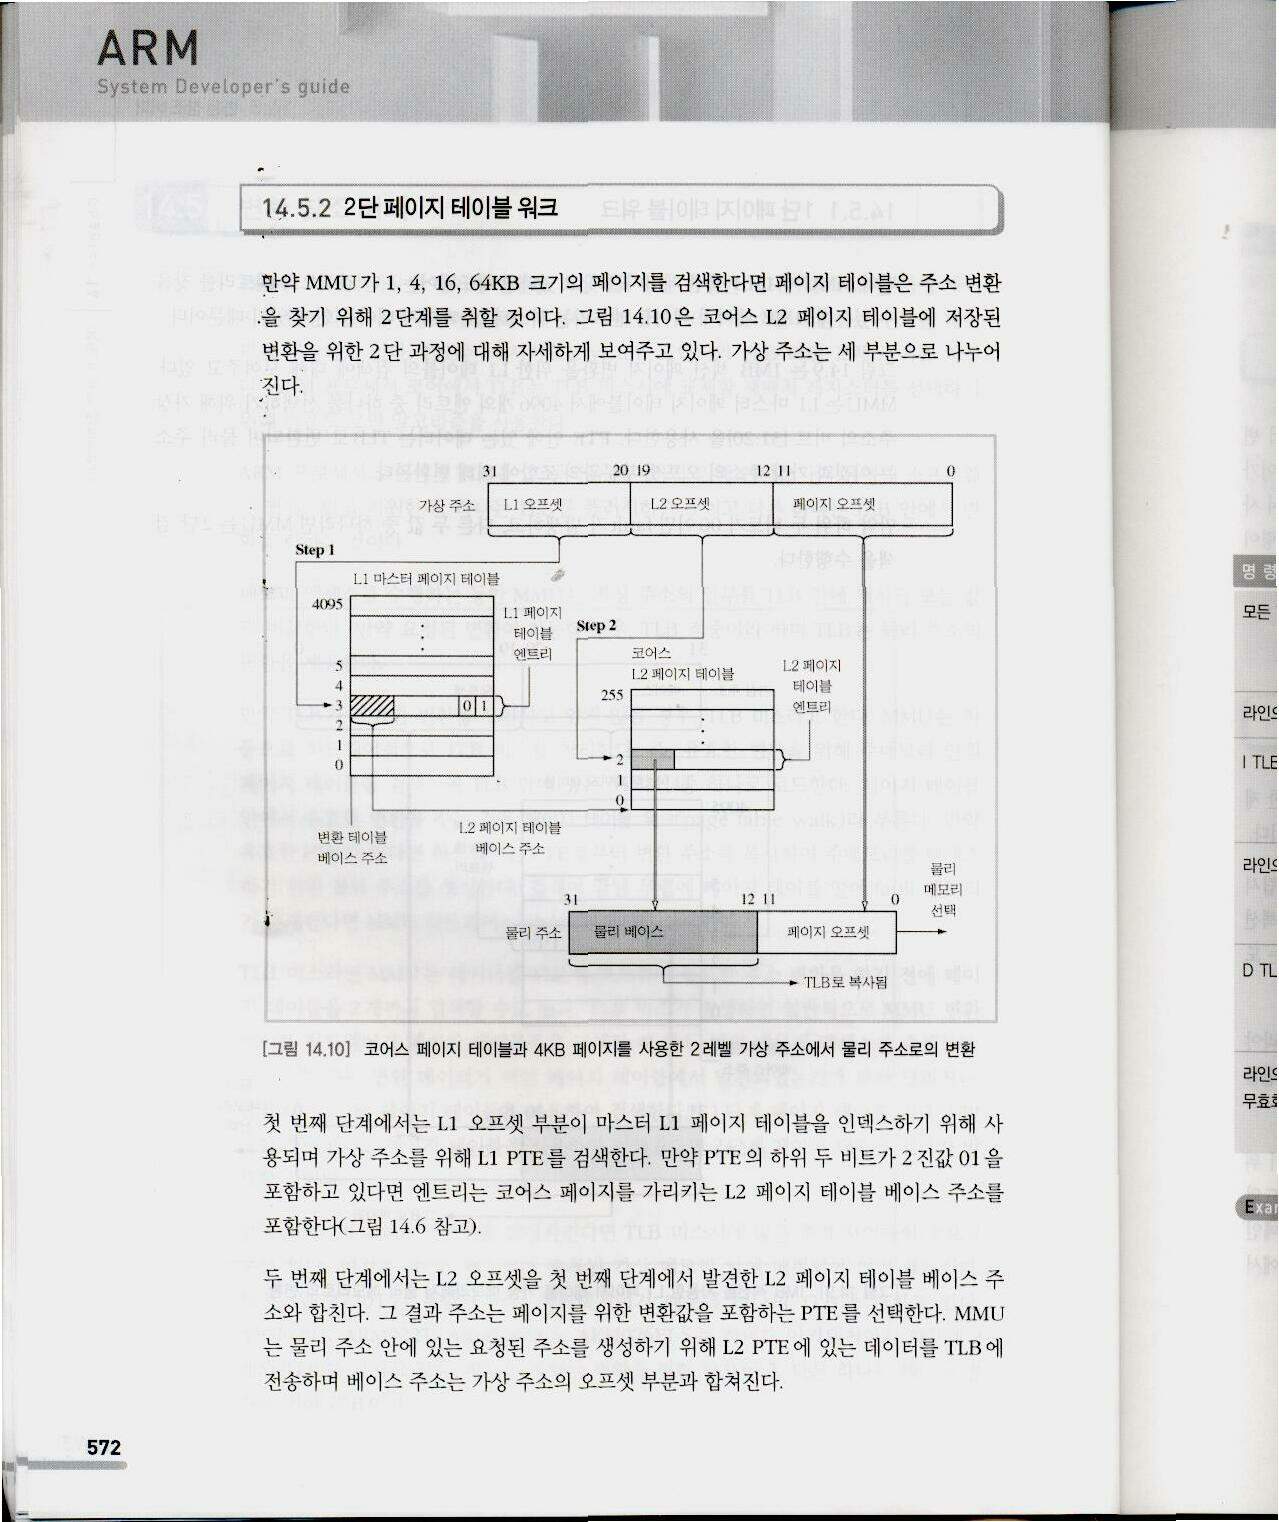 ARM
System Developer's guide
14.5.2 2단 페이지 테이블 워크
만약 MMU가 1, 4, 16, 64KB 크기의 페이지를 검색한다면 페이지 테이블은 주소 변환
을 찾기 위해 2단계를 취할 것이다. 그림 14.10은 코어스 L2 페이지 테이블에 저장된
변환을 위한 2단 과정에 대해 자세하게 보여주고 있다. 가상 주소는 세 부분으로 나누어
진다.
31 20 19 12 11 0
가상 주소 L1 오프셋 L2 오프셋 페이지 오프셋
Step 1
L1 마스터 페이지 테이블
4095
5
4
3 0 1
2
1
0
L1 페이지
테이블
엔트리
Step 2
코어스
L2 페이지 테이블
255
2
1
0
L2 페이지
테이블
엔트리
변환 테이블
베이스 주소
L2 페이지 테이블
베이스 주소
물리
메모리
선택
31 12 11 0
물리 주소 물리 베이스 페이지 오프셋
TLB로 복사됨
[그림 14.10] 코어스 페이지 테이블과 4KB 페이지를 사용한 2레벨 가상 주소에서 물리 주소로의 변환
첫 번째 단계에서는 L1 오프셋 부분이 마스터 L1 페이지 테이블을 인덱스하기 위해 사
용되며 가상 주소를 위해 L1 PTE를 검색한다. 만약 PTE의 하위 두 비트가 2진값 01을
포함하고 있다면 엔트리는 코어스 페이지를 가리키는 L2 페이지 테이블 베이스 주소를
포함한다(그림 14.6 참고).
두 번째 단계에서는 L2 오프셋을 첫 번째 단계에서 발견한 L2 페이지 테이블 베이스 주
소와 합친다. 그 결과 주소는 페이지를 위한 변환값을 포함하는 PTE를 선택한다. MMU
는 물리 주소 안에 있는 요청된 주소를 생성하기 위해 L2 PTE에 있는 데이터를 TLB에
전송하며 베이스 주소는 가상 주소의 오프셋 부분과 합쳐진다.
572
명 령
모든
라인으
I TLB
라인으
D TL
라인으
무효화
Exa